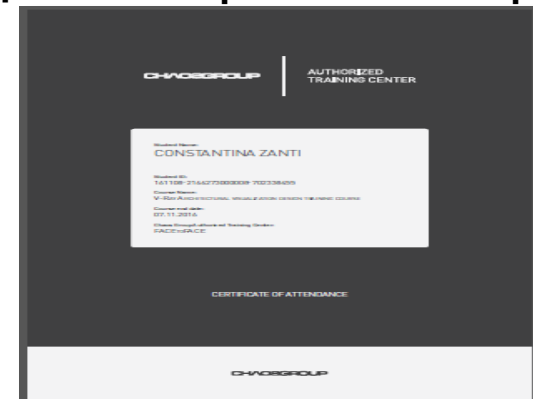 CHAOSGROUP
AUTHORIZED
TRAINING CENTER
Student Name:
CONSTANTINA ZANTI
Student ID:
Course Name:
V-RAY ARCHITECTURAL VISUALIZATION DESIGN TRAINING COURSE
Course end date:
07.11.2016
Chaos Group Authorized Training Center:
FACEtoFACE
CERTIFICATE OF ATTENDANCE
CHAOSGROUP